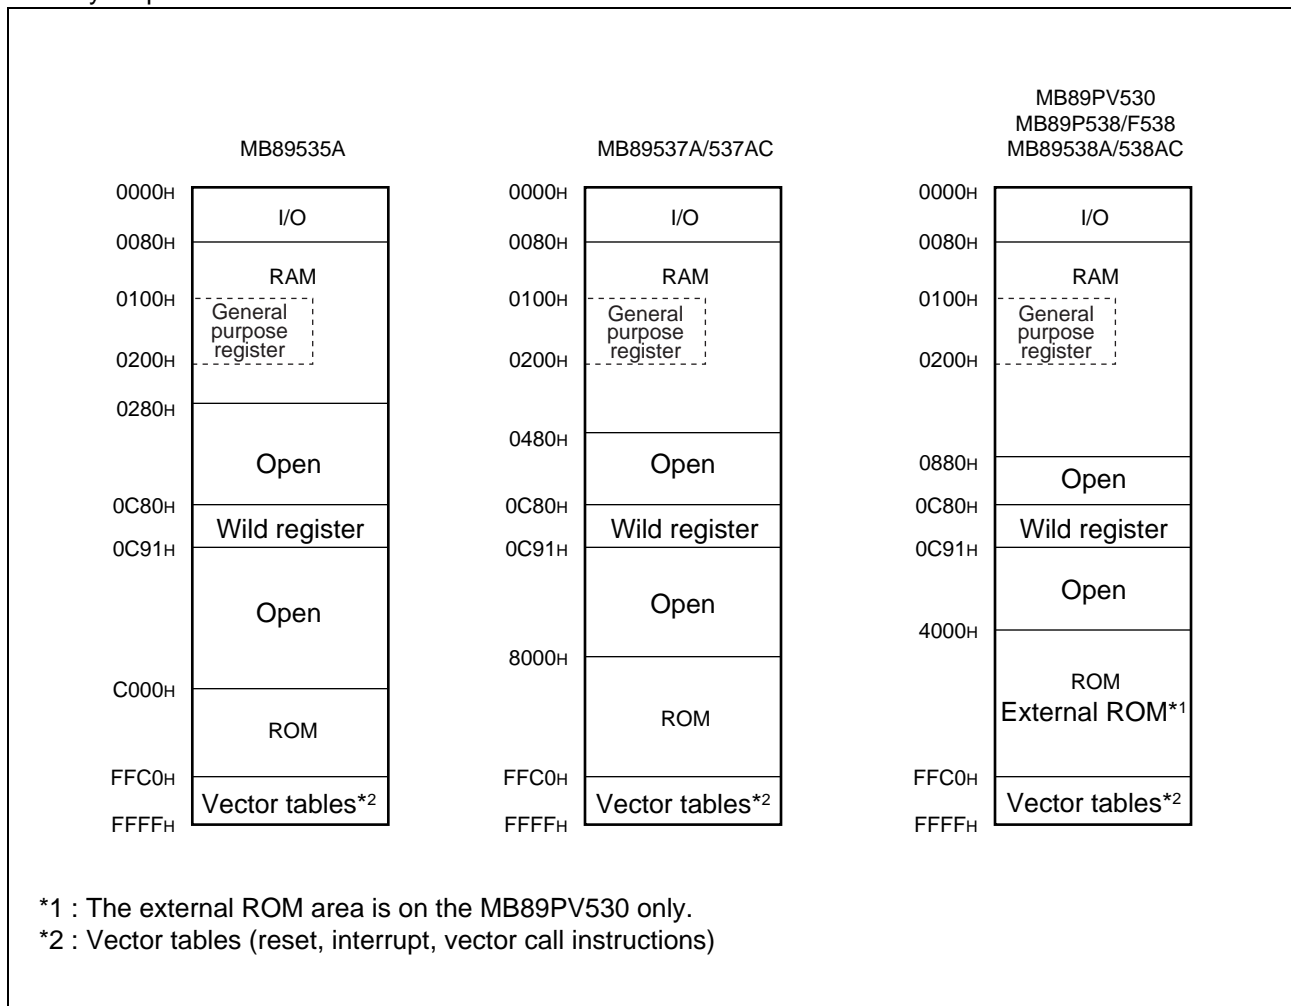 MB89535A
0000H
I/O
0080H
RAM
0100H
General
purpose
register
0200H
0280H
Open
0C80H
Wild register
0C91H
Open
C000H
ROM
FFC0H
Vector tables*2
FFFFH
MB89537A/537AC
0000H
I/O
0080H
RAM
0100H
General
purpose
register
0200H
0480H
Open
0C80H
Wild register
0C91H
Open
8000H
ROM
FFC0H
Vector tables*2
FFFFH
MB89PV530
MB89P538/F538
MB89538A/538AC
0000H
I/O
0080H
RAM
0100H
General
purpose
register
0200H
0880H
Open
0C80H
Wild register
0C91H
Open
4000H
ROM
External ROM*1
FFC0H
Vector tables*2
FFFFH
*1 : The external ROM area is on the MB89PV530 only.
*2 : Vector tables (reset, interrupt, vector call instructions)